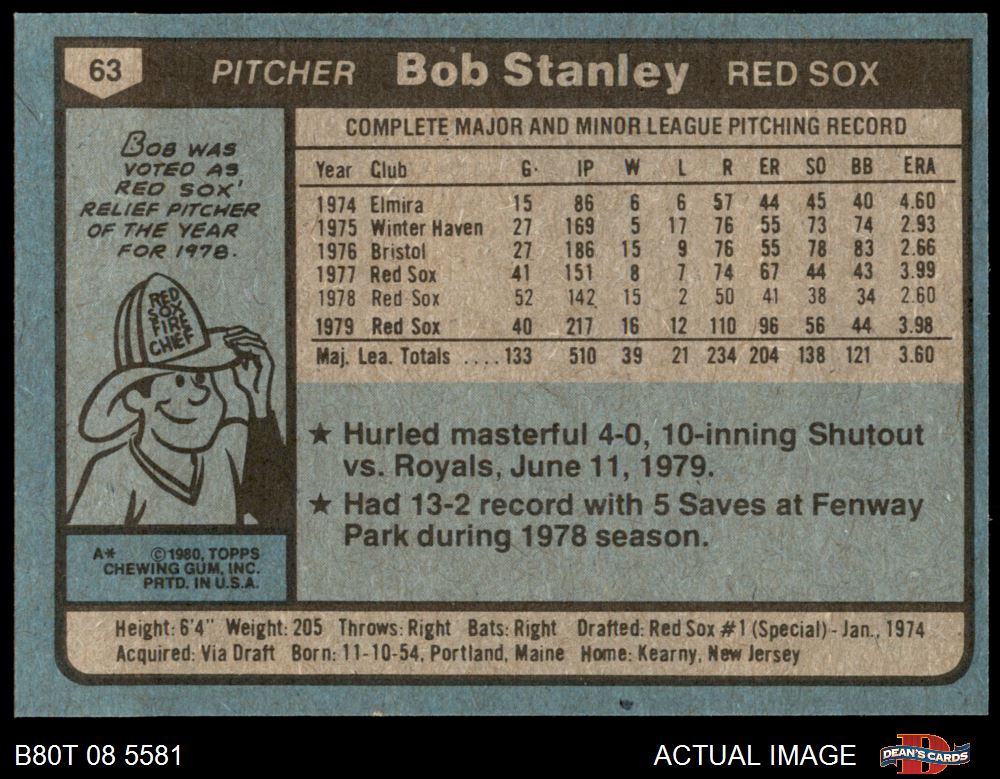 63 PITCHER Bob Stanley RED SOX
BOB WAS
VOTED AS
RED SOX'
RELIEF PITCHER
OF THE YEAR
FOR 1978.
RED
SOX
FIRE
CHIEF
A* ©1980, TOPPS
CHEWING GUM, INC.
PRTD. IN U.S.A.
COMPLETE MAJOR AND MINOR LEAGUE PITCHING RECORD
Year Club G. IP W L R ER SO BB ERA
1974 Elmira 15 86 6 6 57 44 45 40 4.60
1975 Winter Haven 27 169 5 17 76 55 73 74 2.93
1976 Bristol 27 186 15 9 76 55 78 83 2.66
1977 Red Sox 41 151 8 7 74 67 44 43 3.99
1978 Red Sox 52 142 15 2 50 41 38 34 2.60
1979 Red Sox 40 217 16 12 110 96 56 44 3.98
Maj. Lea. Totals ....133 510 39 21 234 204 138 121 3.60
★ Hurled masterful 4-0, 10-inning Shutout
vs. Royals, June 11, 1979.
★ Had 13-2 record with 5 Saves at Fenway
Park during 1978 season.
Height: 6'4" Weight: 205 Throws: Right Bats: Right Drafted: Red Sox #1 (Special) - Jan., 1974
Acquired: Via Draft Born: 11-10-54, Portland, Maine Home: Kearny, New Jersey
B80T 08 5581
ACTUAL IMAGE
DEAN'S CARDS